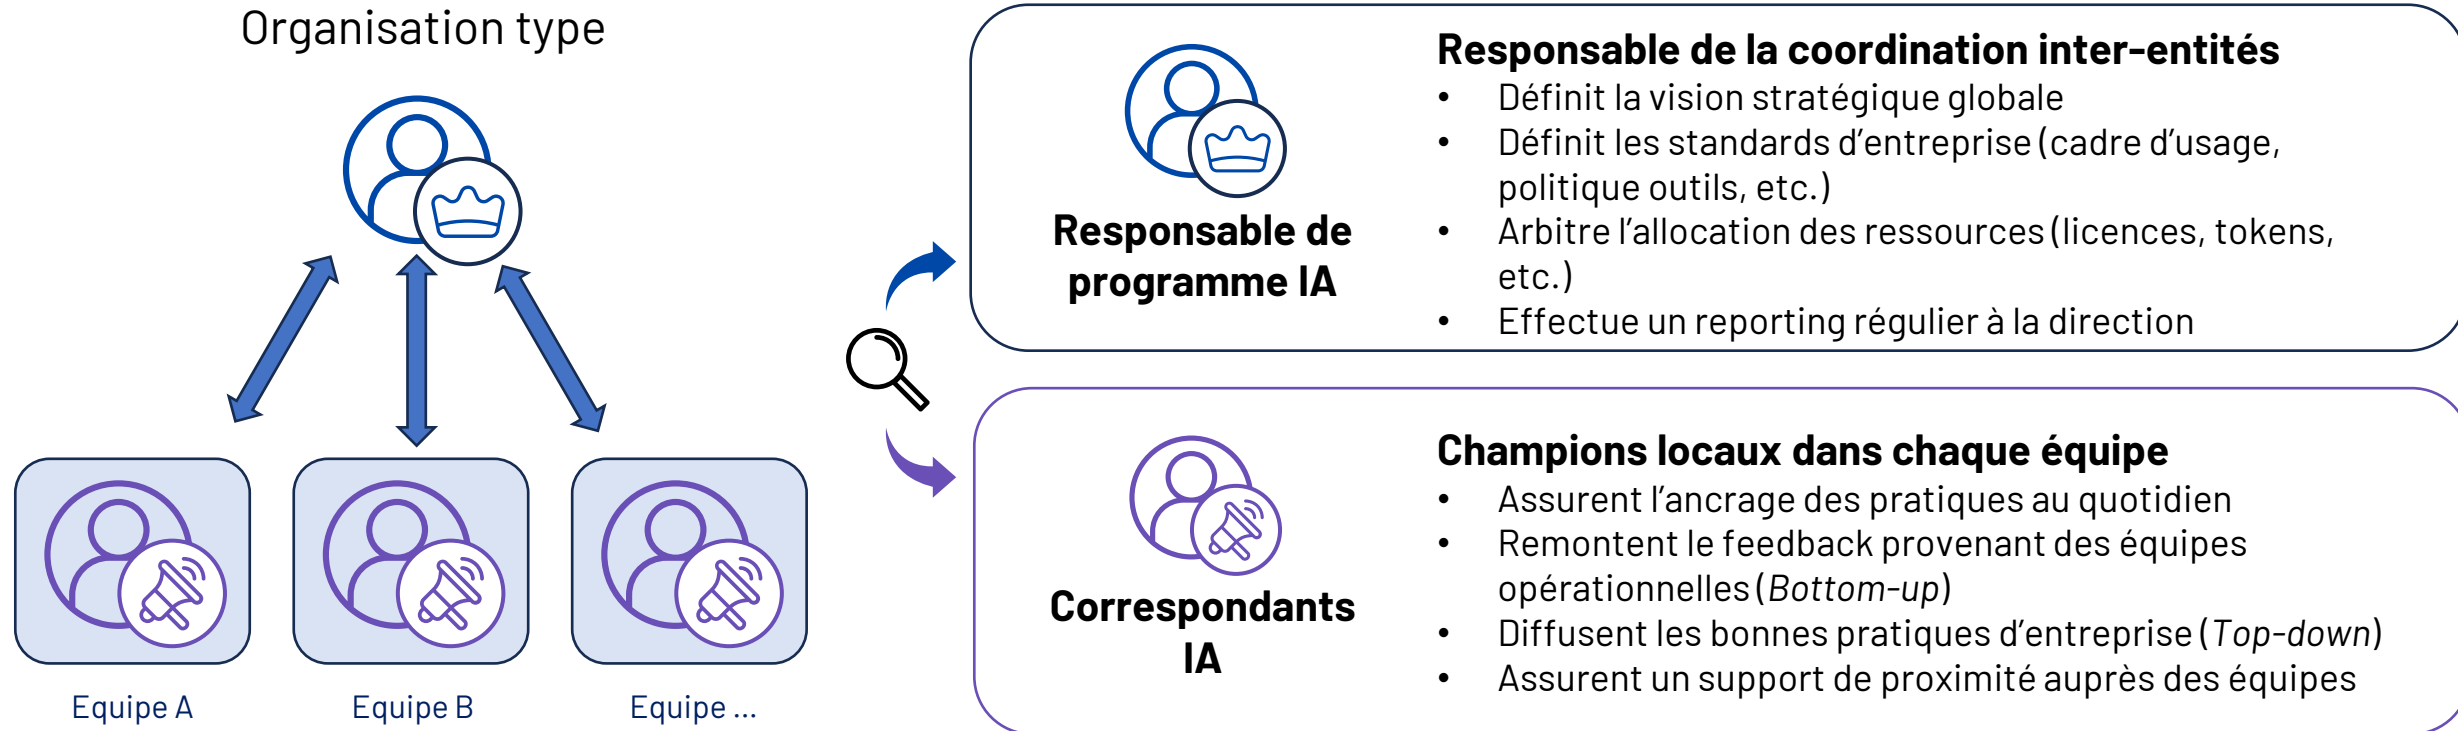 Organisation type
Equipe A
Equipe B
Equipe ...
Responsable de
programme IA
Responsable de la coordination inter-entités
• Définit la vision stratégique globale
• Définit les standards d’entreprise (cadre d’usage,
politique outils, etc.)
• Arbitre l’allocation des ressources (licences, tokens,
etc.)
• Effectue un reporting régulier à la direction
Correspondants
IA
Champions locaux dans chaque équipe
• Assurent l’ancrage des pratiques au quotidien
• Remontent le feedback provenant des équipes
opérationnelles (Bottom-up)
• Diffusent les bonnes pratiques d’entreprise (Top-down)
• Assurent un support de proximité auprès des équipes